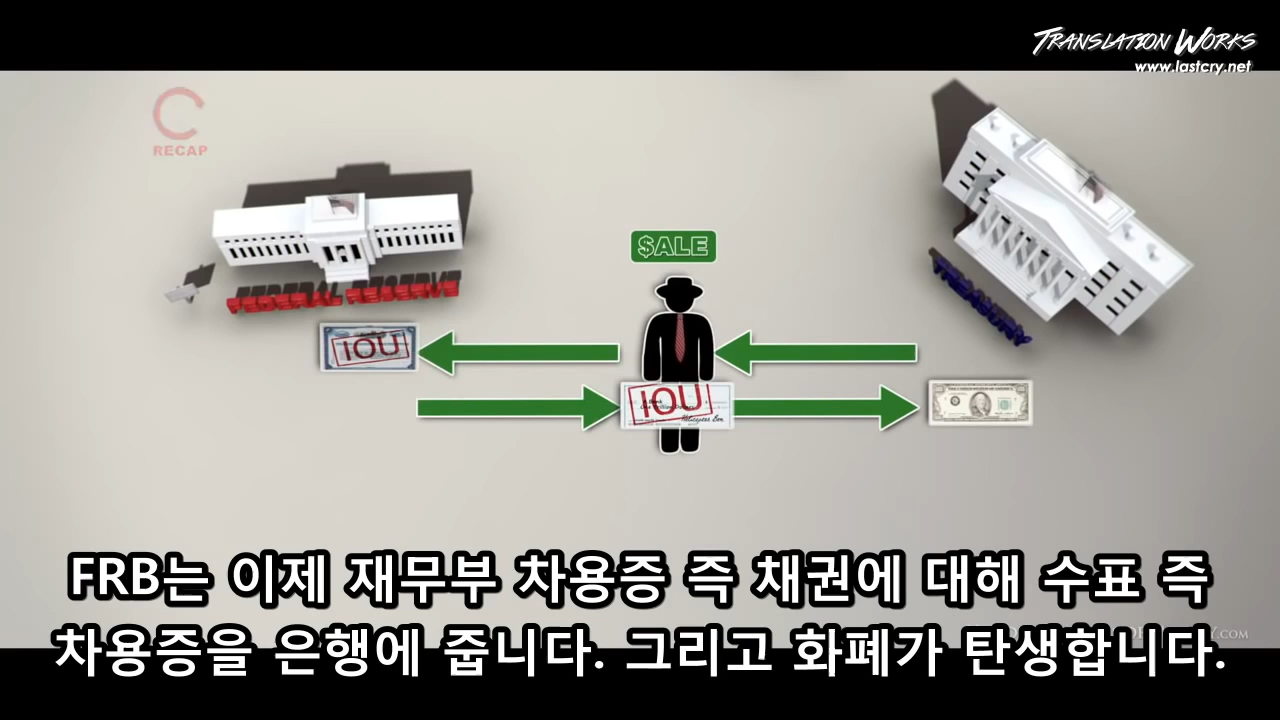 TRANSLATION WORKS
www.lastcry.net
RECAP
$ALE
FEDERAL RESERVE
TREASURY
IOU
IOU
FRB는 이제 재무부 차용증 즉 채권에 대해 수표 즉
차용증을 은행에 줍니다. 그리고 화폐가 탄생합니다.